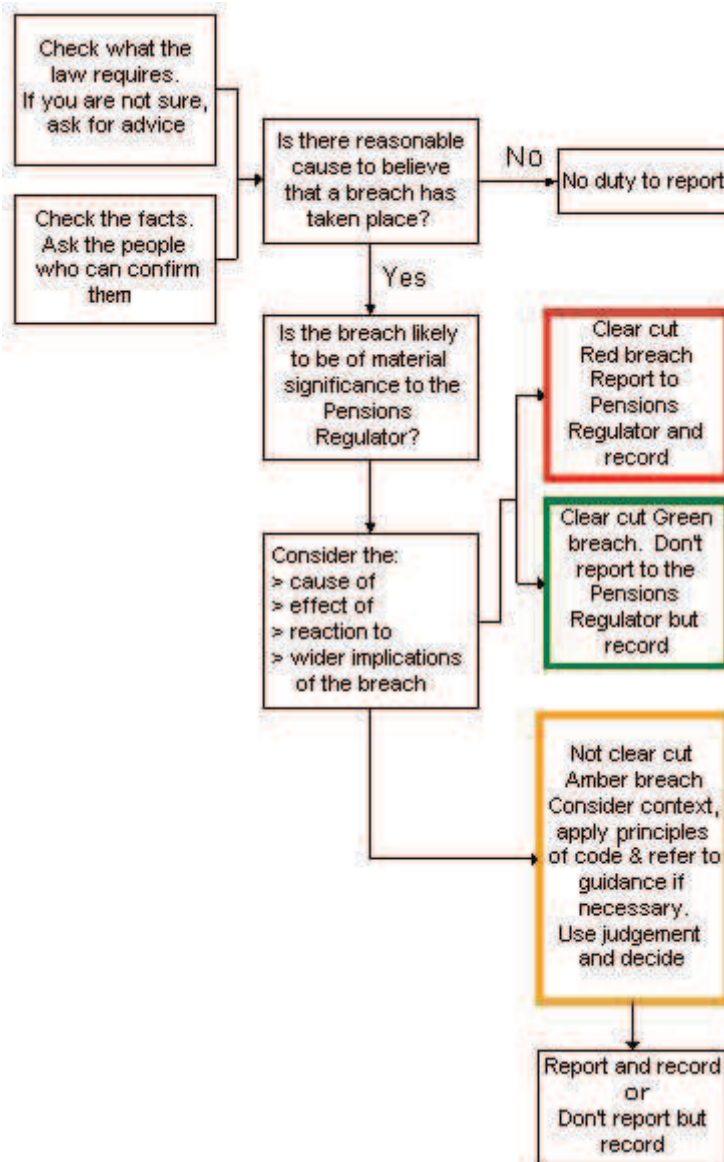 Check what the
law requires.
If you are not sure,
ask for advice
Check the facts.
Ask the people
who can confirm
them
Is there reasonable
cause to believe
that a breach has
taken place?
No
No duty to report
Yes
Is the breach likely
to be of material
significance to the
Pensions
Regulator?
Clear cut
Red breach
Report to
Pensions
Regulator and
record
Clear cut Green
breach. Don't
report to the
Pensions
Regulator but
record
Consider the:
> cause of
> effect of
> reaction to
> wider implications
of the breach
Not clear cut
Amber breach
Consider context,
apply principles
of code & refer to
guidance if
necessary.
Use judgement
and decide
Report and record
or
Don't report but
record